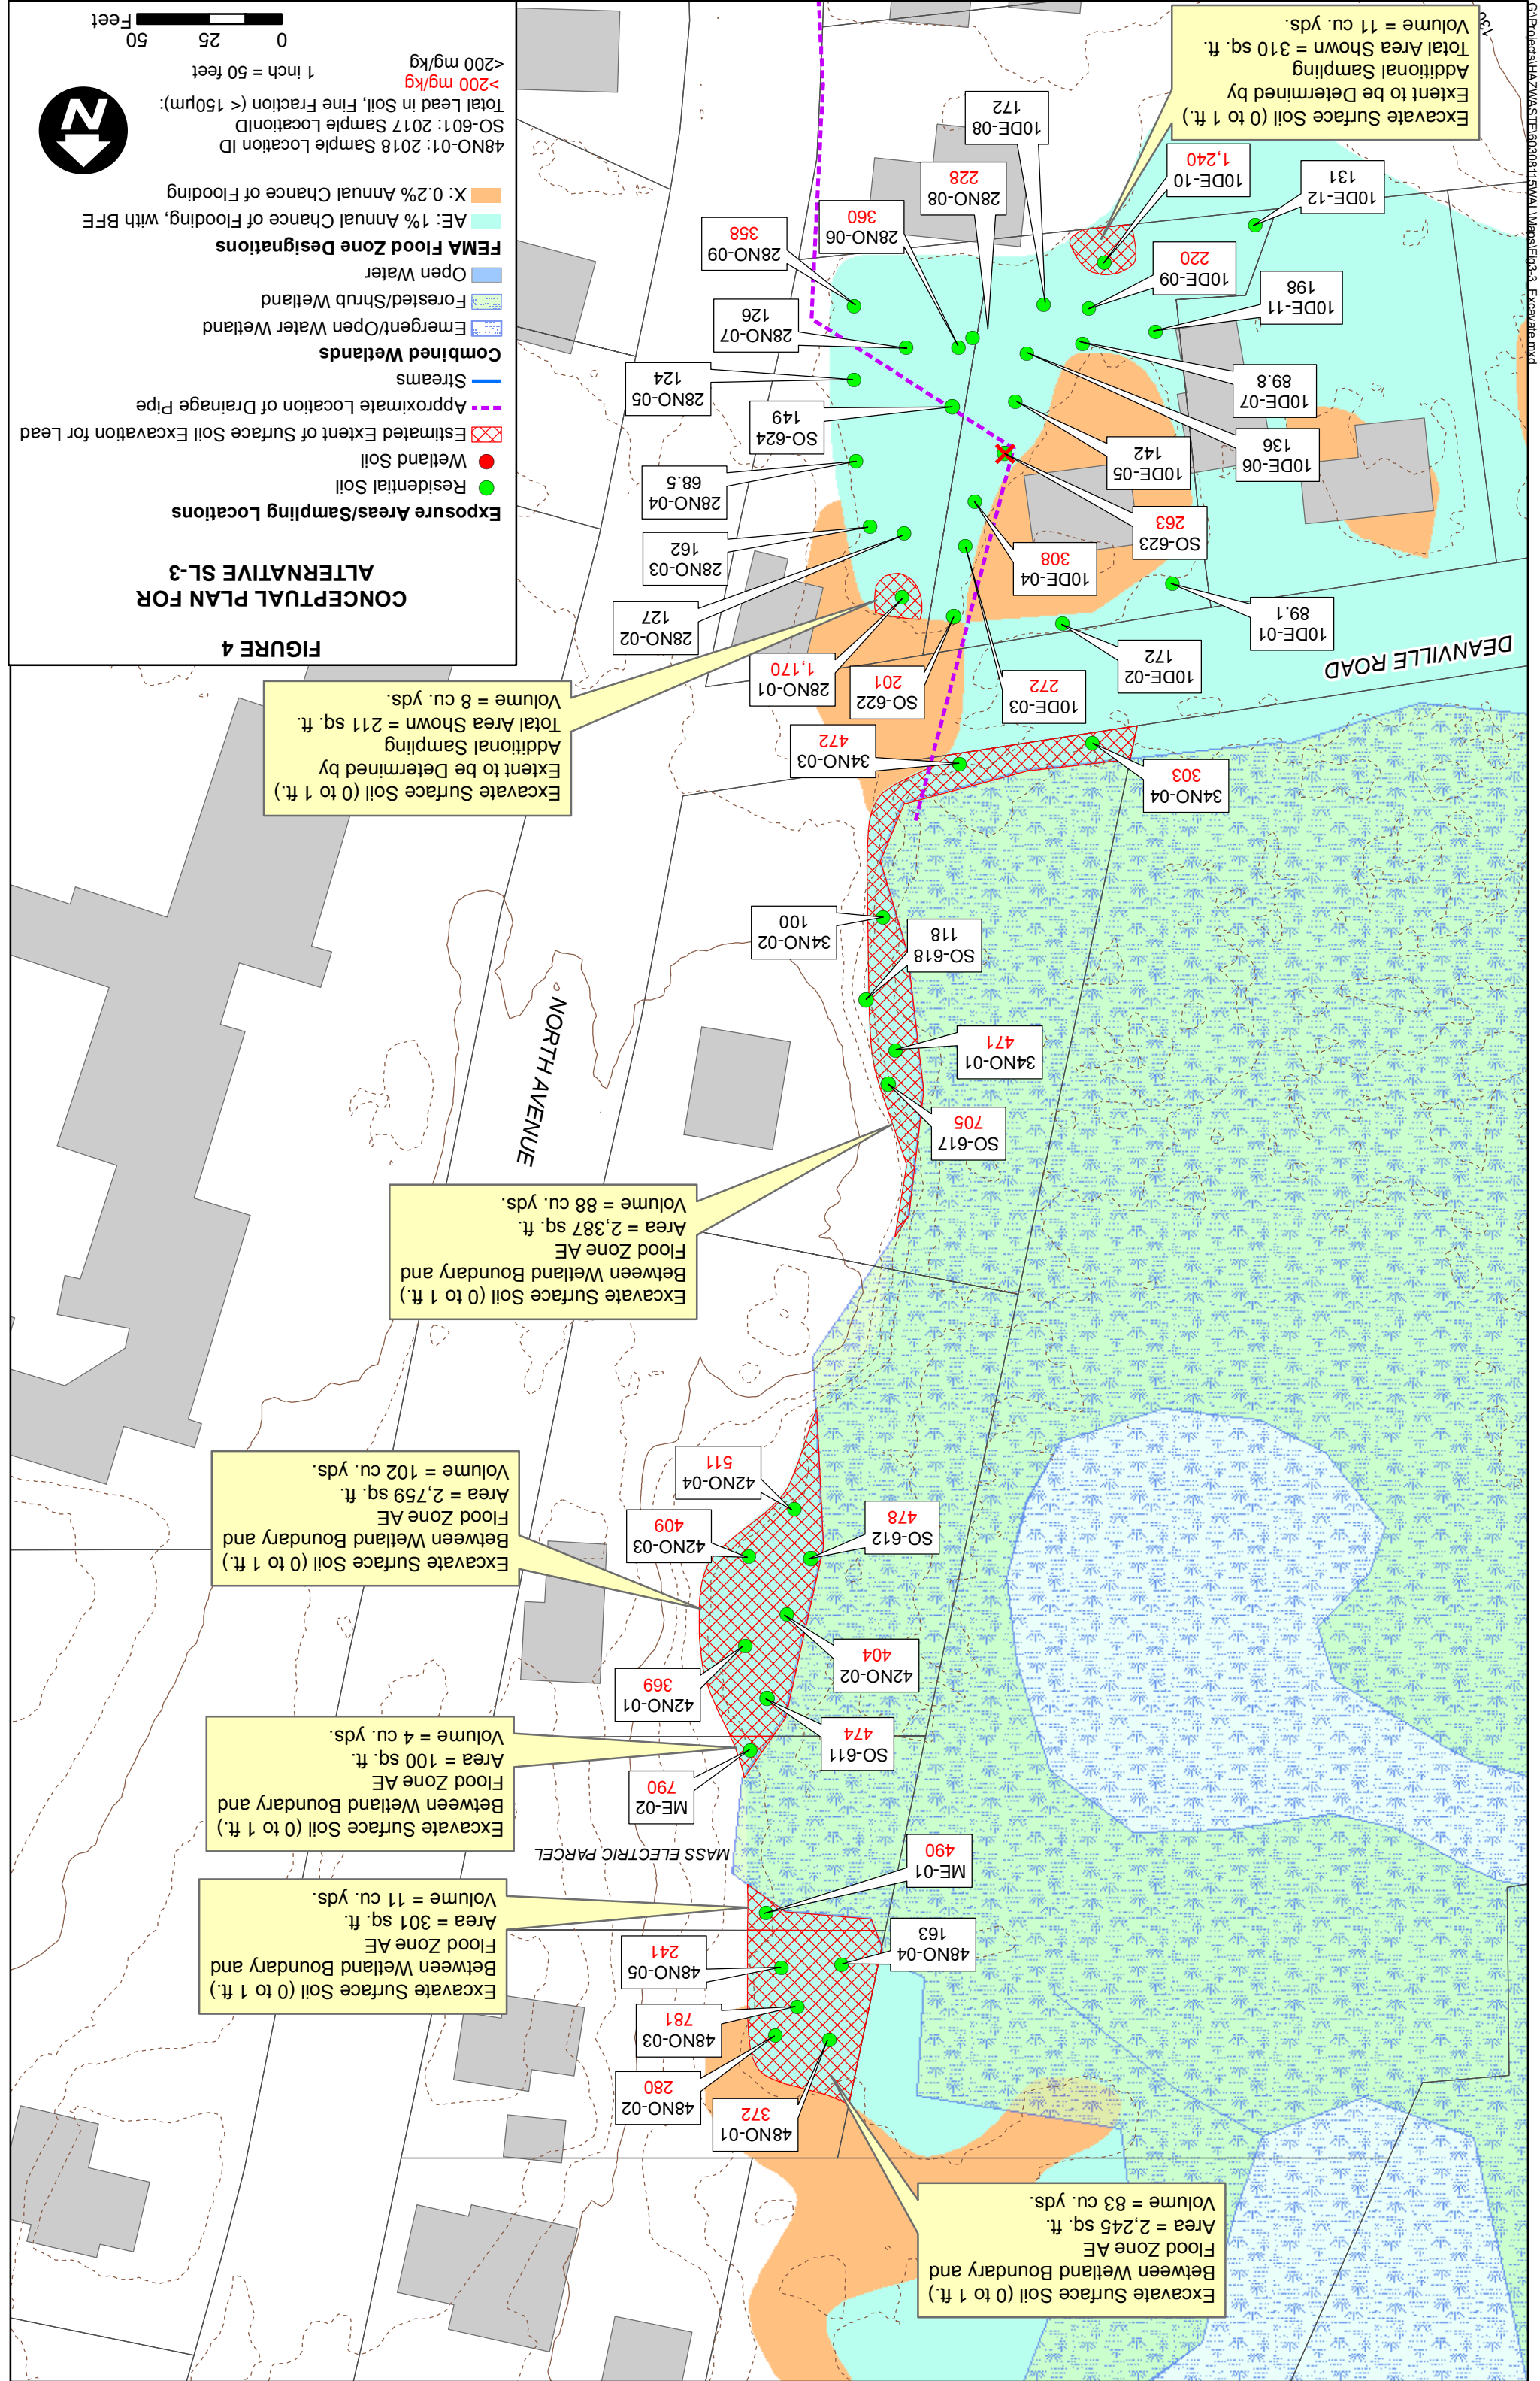 Excavate Surface Soil (0 to 1 ft.)
Between Wetland Boundary and
Flood Zone AE
Area = 2,245 sq. ft.
Volume = 83 cu. yds.
48NO-01
372
48NO-02
280
48NO-03
781
48NO-05
241
48NO-04
163
Excavate Surface Soil (0 to 1 ft.)
Between Wetland Boundary and
Flood Zone AE
Area = 301 sq. ft.
Volume = 11 cu. yds.
ME-01
490
MASS ELECTRIC PARCEL
ME-02
790
Excavate Surface Soil (0 to 1 ft.)
Between Wetland Boundary and
Flood Zone AE
Area = 100 sq. ft.
Volume = 4 cu. yds.
SO-611
474
42NO-01
369
42NO-02
404
SO-612
478
42NO-03
409
42NO-04
511
Excavate Surface Soil (0 to 1 ft.)
Between Wetland Boundary and
Flood Zone AE
Area = 2,759 sq. ft.
Volume = 102 cu. yds.
Excavate Surface Soil (0 to 1 ft.)
Between Wetland Boundary and
Flood Zone AE
Area = 2,387 sq. ft.
Volume = 88 cu. yds.
NORTH AVENUE
SO-617
705
34NO-01
471
SO-618
118
34NO-02
100
34NO-04
303
34NO-03
472
Excavate Surface Soil (0 to 1 ft.)
Extent to be Determined by
Additional Sampling
Total Area Shown = 211 sq. ft.
Volume = 8 cu. yds.
DEANVILLE ROAD
10DE-03
272
SO-622
201
28NO-01
1,170
10DE-02
172
10DE-01
89.1
28NO-02
127
10DE-04
308
28NO-03
162
SO-623
263
28NO-04
68.5
10DE-05
142
10DE-06
136
SO-624
149
10DE-07
89.8
28NO-05
124
28NO-07
126
10DE-11
198
10DE-09
220
28NO-09
358
28NO-06
360
28NO-08
228
10DE-12
131
10DE-10
1,240
10DE-08
172
Excavate Surface Soil (0 to 1 ft.)
Extent to be Determined by
Additional Sampling
Total Area Shown = 310 sq. ft.
Volume = 11 cu. yds.
130
FIGURE 4
CONCEPTUAL PLAN FOR
ALTERNATIVE SL-3
Exposure Areas/Sampling Locations
Residential Soil
Wetland Soil
Estimated Extent of Surface Soil Excavation for Lead
Approximate Location of Drainage Pipe
Streams
Combined Wetlands
Emergent/Open Water Wetland
Forested/Shrub Wetland
Open Water
FEMA Flood Zone Designations
AE: 1% Annual Chance of Flooding, with BFE
X: 0.2% Annual Chance of Flooding
48NO-01: 2018 Sample Location ID
SO-601: 2017 Sample LocationID
Total Lead in Soil, Fine Fraction (< 150µm):
>200 mg/kg
<200 mg/kg
N
1 inch = 50 feet
0 25 50
Feet
G:\Projects\HAZWASTE\60308115\WAL\Maps\Fig3-3_Excavate.mxd